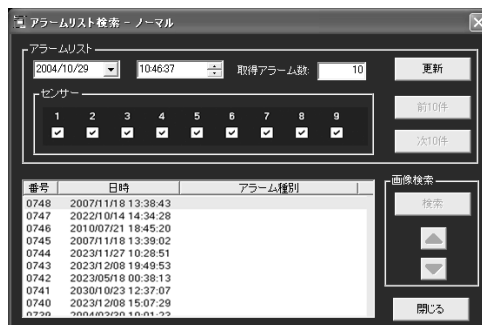 アラームリスト検索 - ノーマル
アラームリスト
2004/10/29 10:46:37 取得アラーム数: 10 更新
センサー
前10件
1 2 3 4 5 6 7 8 9
次10件
画像検索
番号 日時 アラーム種別
検索
0748 2007/11/18 13:38:43
0747 2022/10/14 14:34:28
0746 2010/07/21 18:45:20
0745 2007/11/18 13:39:02
0744 2023/11/27 10:28:51
0743 2023/12/08 19:49:53
0742 2023/05/18 00:38:13
0741 2030/10/23 12:37:07
0740 2023/12/08 15:07:29
0739 2004/03/30 10:01:23
閉じる